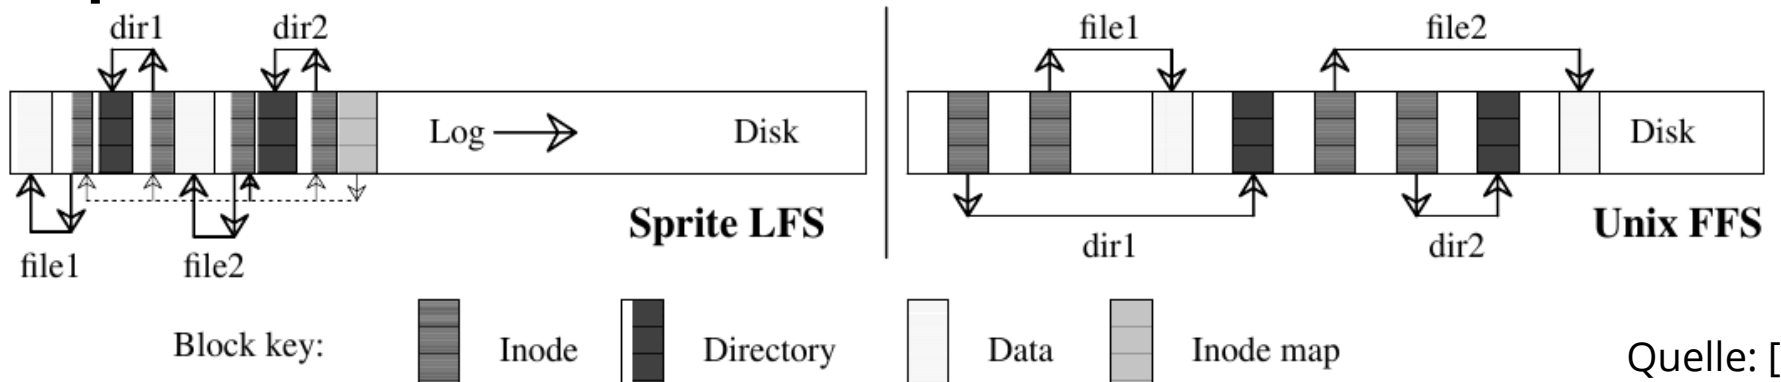 dir1 dir2
Log Disk
Sprite LFS
file1 file2
file1 file2
Disk
Unix FFS
dir1 dir2
Block key: Inode Directory Data Inode map
Quelle: [